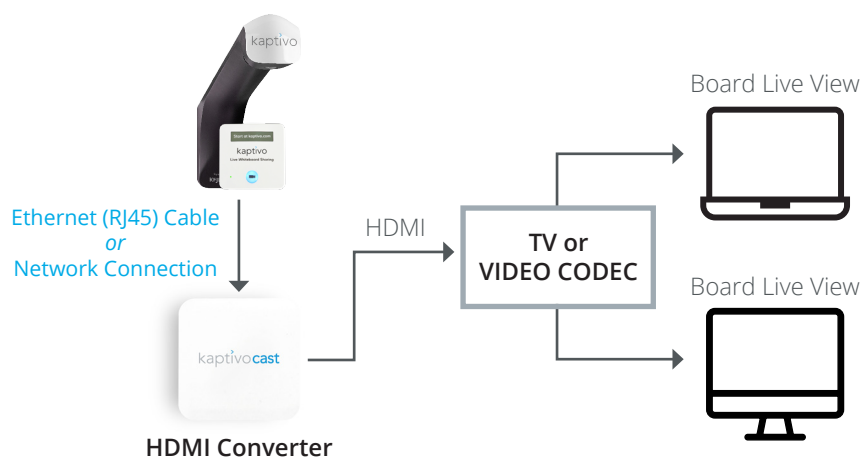 kaptivo
Start at kaptivo.com
kaptivo
Live Whiteboard Sharing
Ethernet (RJ45) Cable
or
Network Connection
HDMI
kaptivocast
HDMI Converter
TV or
VIDEO CODEC
Board Live View
Board Live View